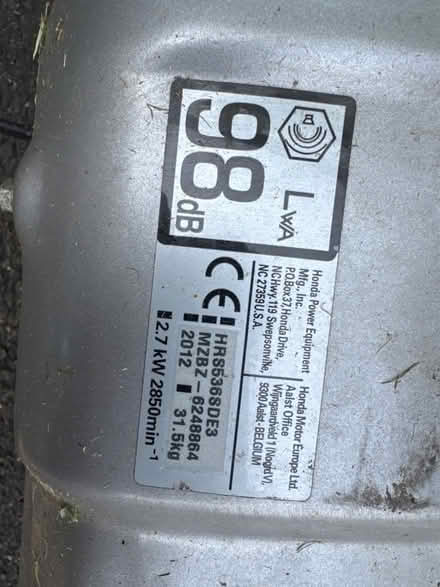 98
dB
LWA
CE
Honda Power Equipment
Mfg., Inc.
P.O.Box 37, Honda Drive,
NC Hwy. 119 Swepsonville,
NC 27359 U.S.A.
Honda Motor Europe Ltd.
Aalst Office
Wijngaardveld 1 (Noord V),
9300 Aalst - BELGIUM
HRS536SDE3
MZBZ-6248864
2012 31.5kg
2.7 kW 2850min-1